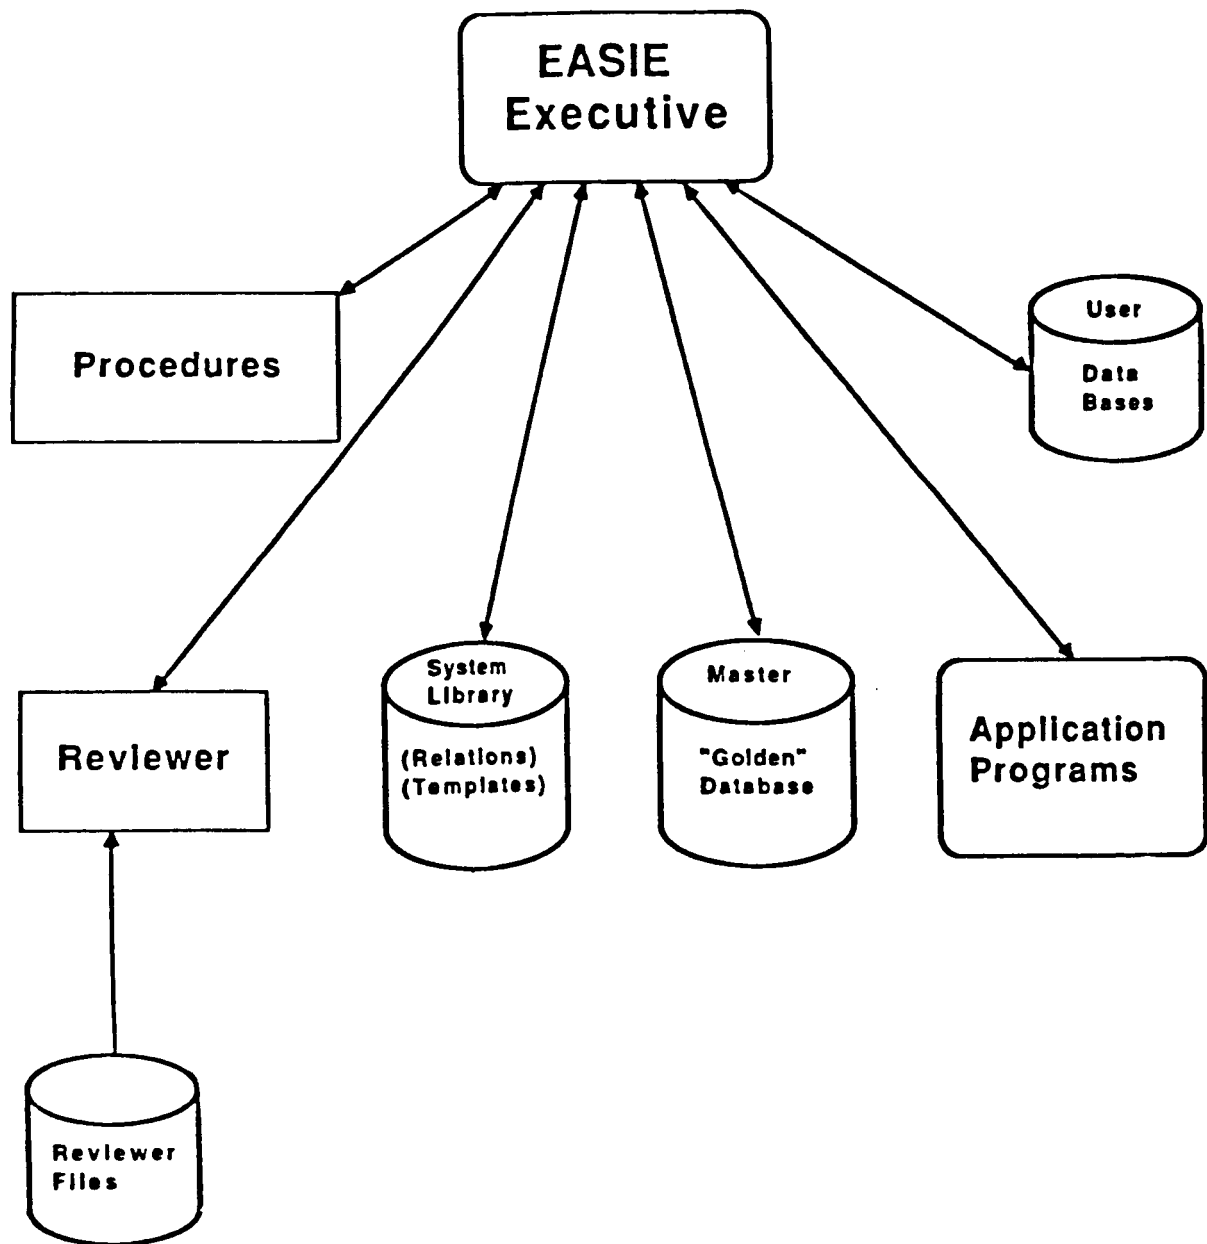 EASIE
Executive
Procedures
User
Data
Bases
Reviewer
System
Library
(Relations)
(Templates)
Master
"Golden"
Database
Application
Programs
Reviewer
Files